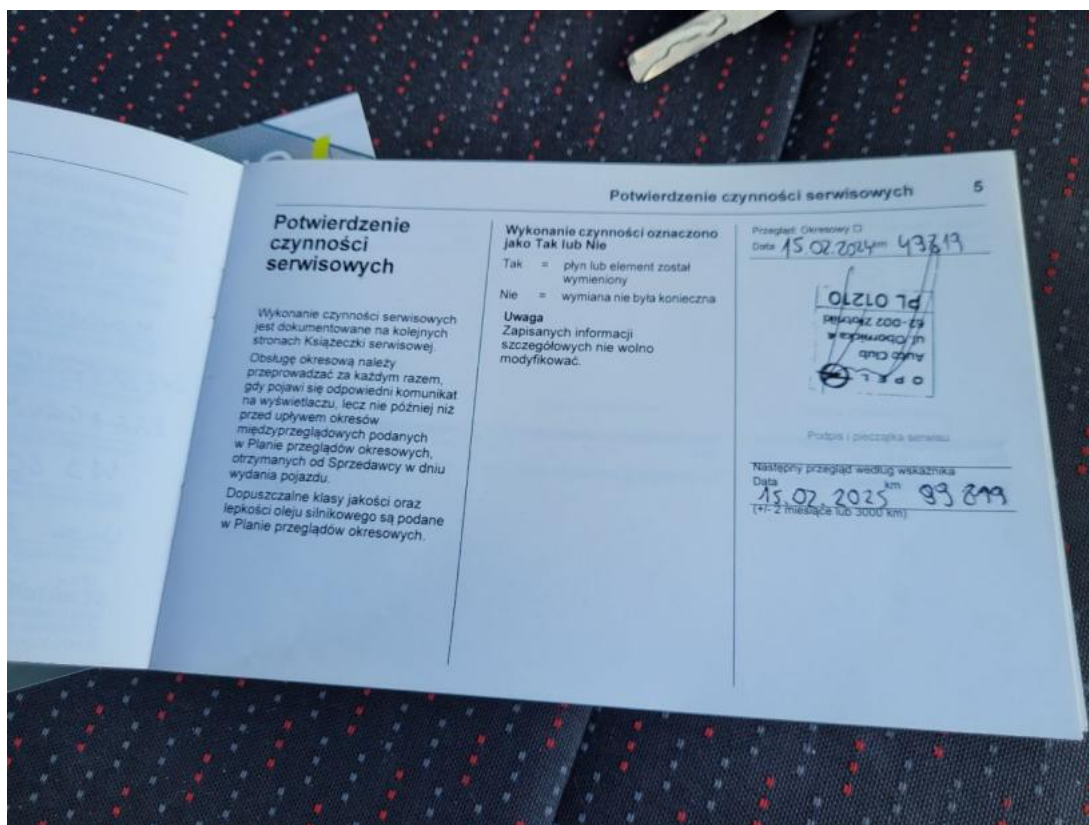 Potwierdzenie czynności serwisowych 5
Potwierdzenie
czynności
serwisowych
Wykonanie czynności serwisowych
jest dokumentowane na kolejnych
stronach Książeczki serwisowej.
Obsługę okresową należy
przeprowadzać za każdym razem,
gdy pojawi się odpowiedni komunikat
na wyświetlaczu, lecz nie później niż
przed upływem okresów
międzyprzeglądowych podanych
w Planie przeglądów okresowych,
otrzymanych od Sprzedawcy w dniu
wydania pojazdu.
Dopuszczalne klasy jakości oraz
lepkości oleju silnikowego są podane
w Planie przeglądów okresowych.
Wykonanie czynności oznaczono
jako Tak lub Nie
Tak = płyn lub element został
wymieniony
Nie = wymiana nie była konieczna
Uwaga
Zapisanych informacji
szczegółowych nie wolno
modyfikować.
Przegląd: Okresowy
Data 15.02.2024 km
OPEL
Auto Club
ul. Obornicka
62-002 Złotniki
PL 01210
Podpis i pieczątka serwisu
Następny przegląd według wskaźnika
Data km
15.02.2025
(+/- 2 miesiące lub 3000 km)